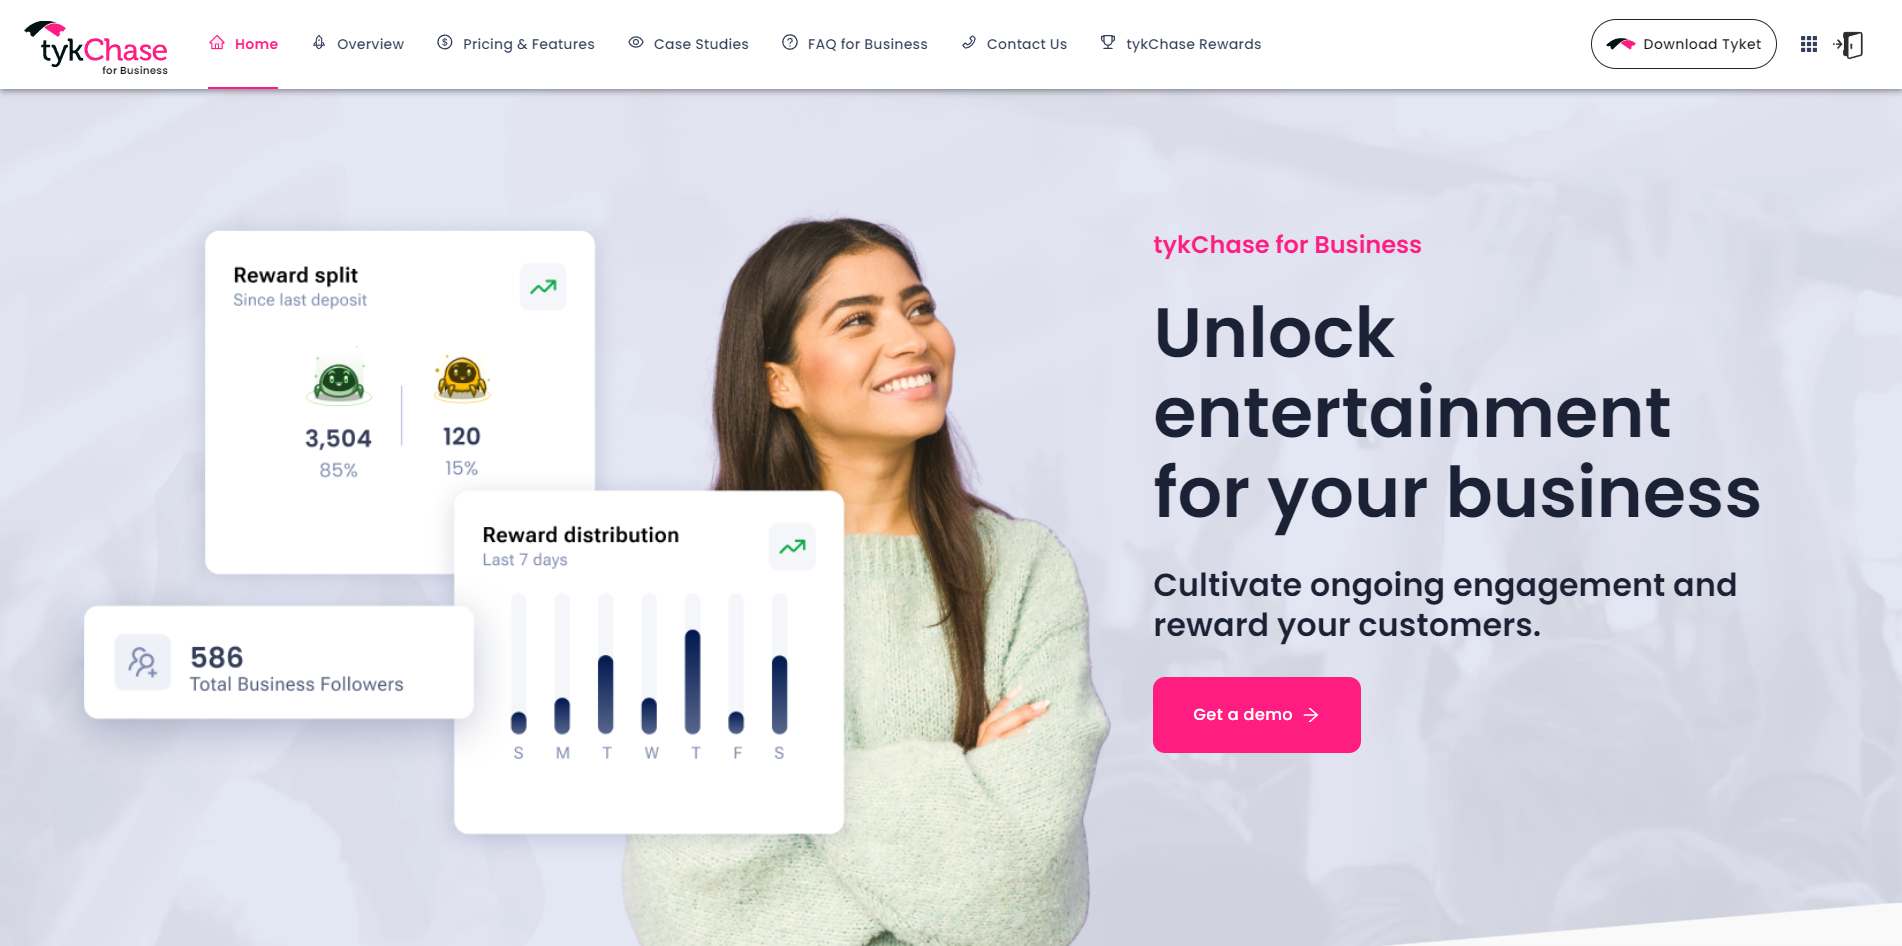 tykChase
for Business
Home
Overview
Pricing & Features
Case Studies
FAQ for Business
Contact Us
tykChase Rewards
Download Tyket
Reward split
Since last deposit
3,504
85%
120
15%
Reward distribution
Last 7 days
S M T W T F S
586
Total Business Followers
tykChase for Business
Unlock
entertainment
for your business
Cultivate ongoing engagement and
reward your customers.
Get a demo